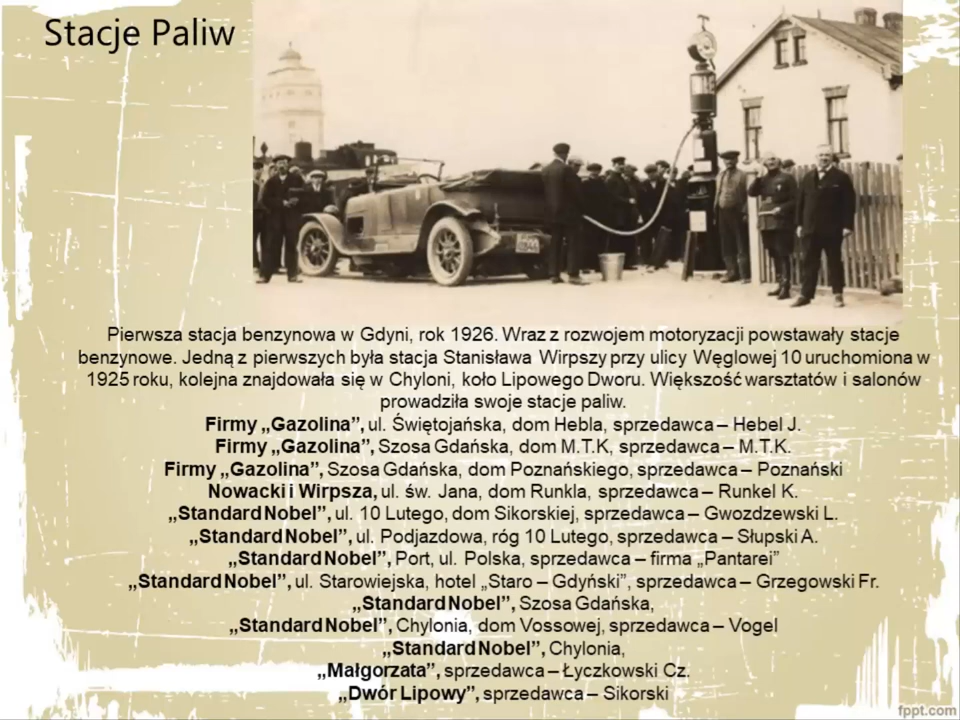 Stacje Paliw
Pierwsza stacja benzynowa w Gdyni, rok 1926. Wraz z rozwojem motoryzacji powstawały stacje
benzynowe. Jedną z pierwszych była stacja Stanisława Wirpszy przy ulicy Węglowej 10 uruchomiona w
1925 roku, kolejna znajdowała się w Chyloni, koło Lipowego Dworu. Większość warsztatów i salonów
prowadziła swoje stacje paliw.
Firmy „Gazolina”, ul. Świętojańska, dom Hebla, sprzedawca – Hebel J.
Firmy „Gazolina”, Szosa Gdańska, dom M.T.K, sprzedawca – M.T.K.
Firmy „Gazolina”, Szosa Gdańska, dom Poznańskiego, sprzedawca – Poznański
Nowacki i Wirpsza, ul. św. Jana, dom Runkla, sprzedawca – Runkel K.
„Standard Nobel”, ul. 10 Lutego, dom Sikorskiej, sprzedawca – Gwozdzewski L.
„Standard Nobel”, ul. Podjazdowa, róg 10 Lutego, sprzedawca – Słupski A.
„Standard Nobel”, Port, ul. Polska, sprzedawca – firma „Pantarei”
„Standard Nobel”, ul. Starowiejska, hotel „Staro – Gdyński”, sprzedawca – Grzegowski Fr.
„Standard Nobel”, Szosa Gdańska,
„Standard Nobel”, Chylonia, dom Vossowej, sprzedawca – Vogel
„Standard Nobel”, Chylonia,
„Małgorzata”, sprzedawca – Łyczkowski Cz.
„Dwór Lipowy”, sprzedawca – Sikorski
fppt.com